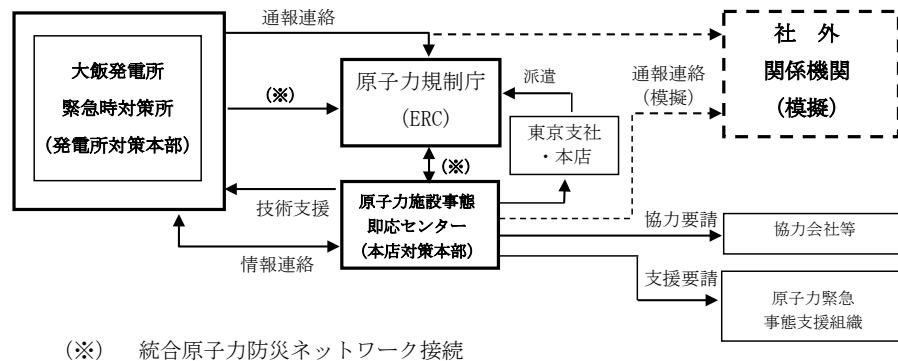 通報連絡
大飯発電所
緊急時対策所
(発電所対策本部)
(※)
原子力規制庁
(ERC)
派遣
東京支社
・本店
通報連絡
(模擬)
社　外
関係機関
(模擬)
(※)
技術支援
原子力施設事態
即応センター
(本店対策本部)
情報連絡
協力要請
協力会社等
支援要請
原子力緊急
事態支援組織
(※)　統合原子力防災ネットワーク接続